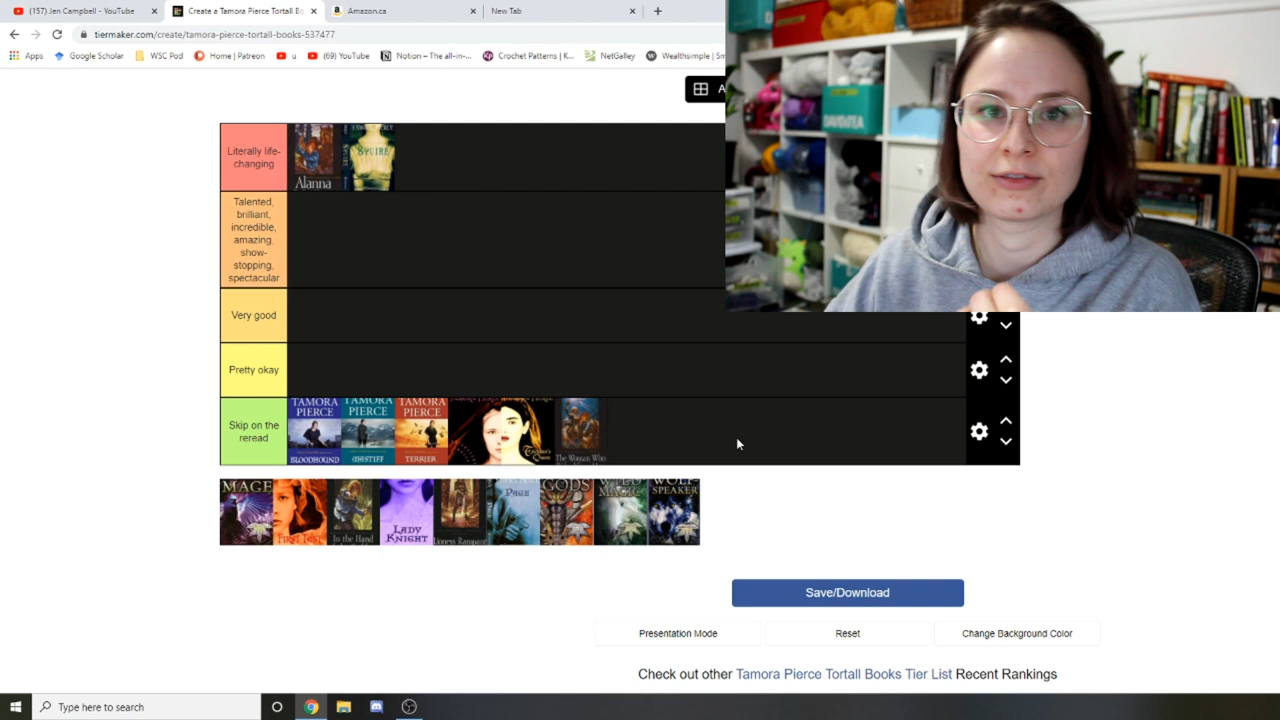 (157) Jen Campbell - YouTube
Create a Tamora Pierce Tortall Bo
Amazon.ca
New Tab
tiermaker.com/create/tamora-pierce-tortall-books-537477
Apps
Google Scholar
WSC Pod
Home | Patreon
u
(69) YouTube
Notion – The all-in-...
Crochet Patterns | K...
NetGalley
Wealthsimple | Sm
A
Literally life-
changing
Alanna
SQUIRE
SQUIRE
Talented,
brilliant,
incredible,
amazing,
show-
stopping,
spectacular
Very good
Pretty okay
Skip on the
reread
TAMORA
PIERCE
BLOODHOUND
TAMORA
PIERCE
MASTIFF
TAMORA
PIERCE
TERRIER
The Woman Who
MAGE
FIRST TEST
In the Hand
LADY
KNIGHT
Lioness Rampant
PAGE
GODS
WILD
MAGIC
WOLF-
SPEAKER
Save/Download
Presentation Mode
Reset
Change Background Color
Check out other Tamora Pierce Tortall Books Tier List Recent Rankings
Type here to search